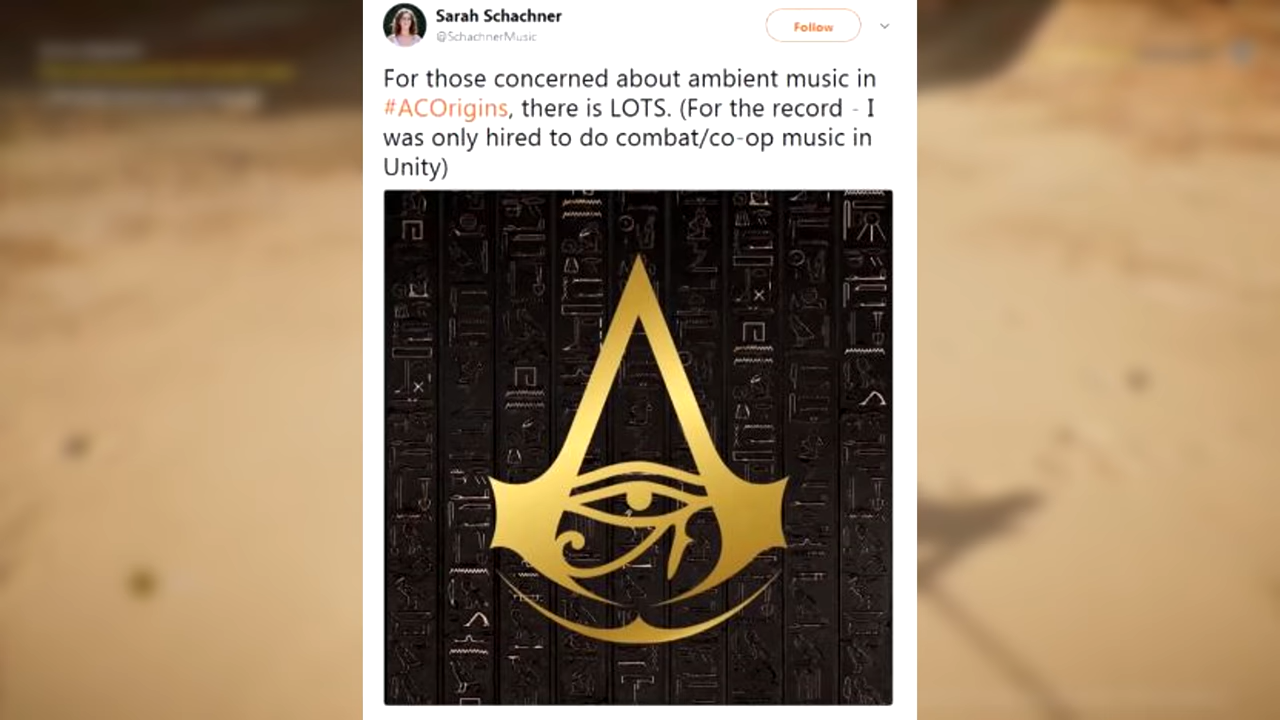 Sarah Schachner
@SchachnerMusic
Follow
For those concerned about ambient music in
#ACOrigins, there is LOTS. (For the record - I
was only hired to do combat/co-op music in
Unity)